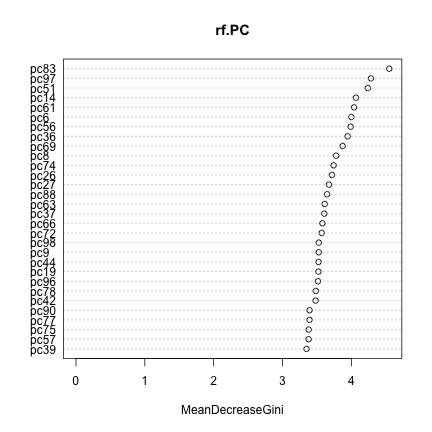 rf.PC
pc83
pc97
pc51
pc14
pc61
pc6
pc56
pc36
pc69
pc8
pc74
pc26
pc27
pc88
pc63
pc37
pc66
pc72
pc98
pc9
pc44
pc19
pc96
pc78
pc42
pc90
pc77
pc75
pc57
pc39
0 1 2 3 4
MeanDecreaseGini